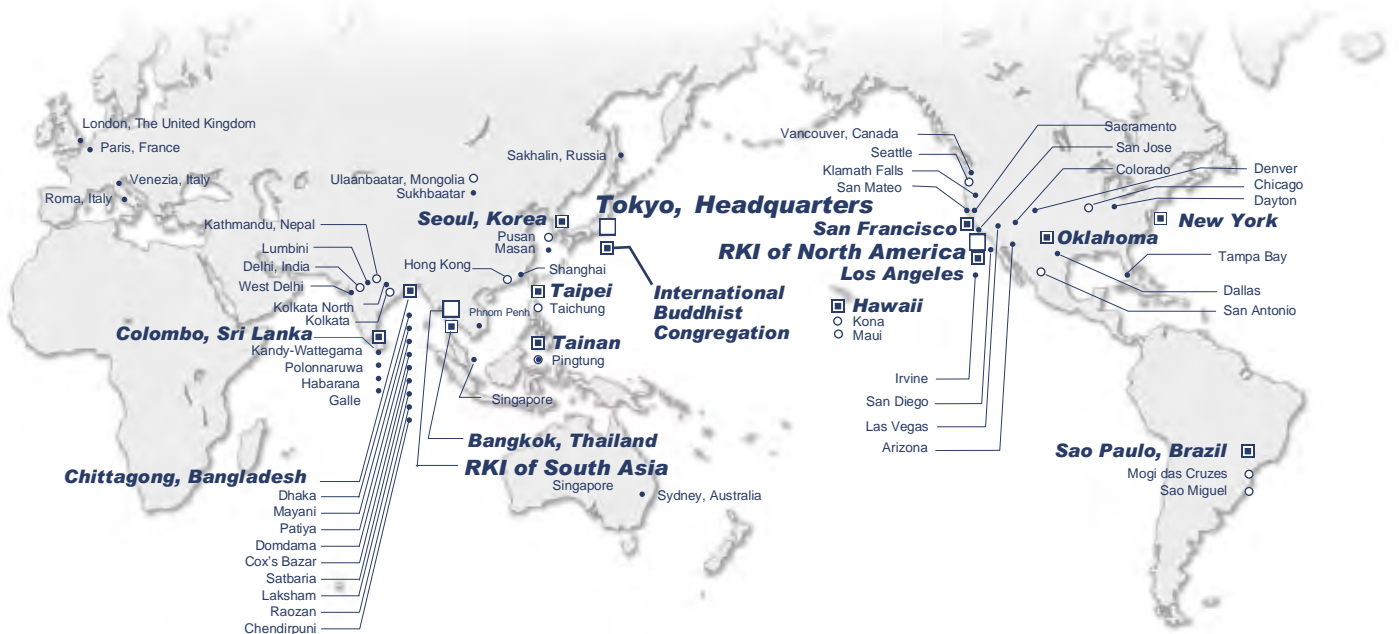 London, The United Kingdom
Paris, France
Venezia, Italy
Roma, Italy
Ulaanbaatar, Mongolia
Sukhbaatar
Sakhalin, Russia
Tokyo, Headquarters
International
Buddhist
Congregation
Seoul, Korea
Pusan
Masan
Hong Kong
Shanghai
Taipei
Taichung
Tainan
Pingtung
Phnom Penh
Singapore
Kathmandu, Nepal
Lumbini
Delhi, India
West Delhi
Kolkata North
Kolkata
Colombo, Sri Lanka
Kandy-Wattegama
Polonnaruwa
Habarana
Galle
Bangkok, Thailand
RKI of South Asia
Singapore
Sydney, Australia
Chittagong, Bangladesh
Dhaka
Mayani
Patiya
Domdama
Cox's Bazar
Satbaria
Laksham
Raozan
Chendirpuni
Vancouver, Canada
Seattle
Klamath Falls
San Mateo
San Francisco
RKI of North America
Los Angeles
Hawaii
Kona
Maui
Irvine
San Diego
Las Vegas
Arizona
Sacramento
San Jose
Colorado
Denver
Chicago
Dayton
New York
Oklahoma
Tampa Bay
Dallas
San Antonio
Sao Paulo, Brazil
Mogi das Cruzes
Sao Miguel